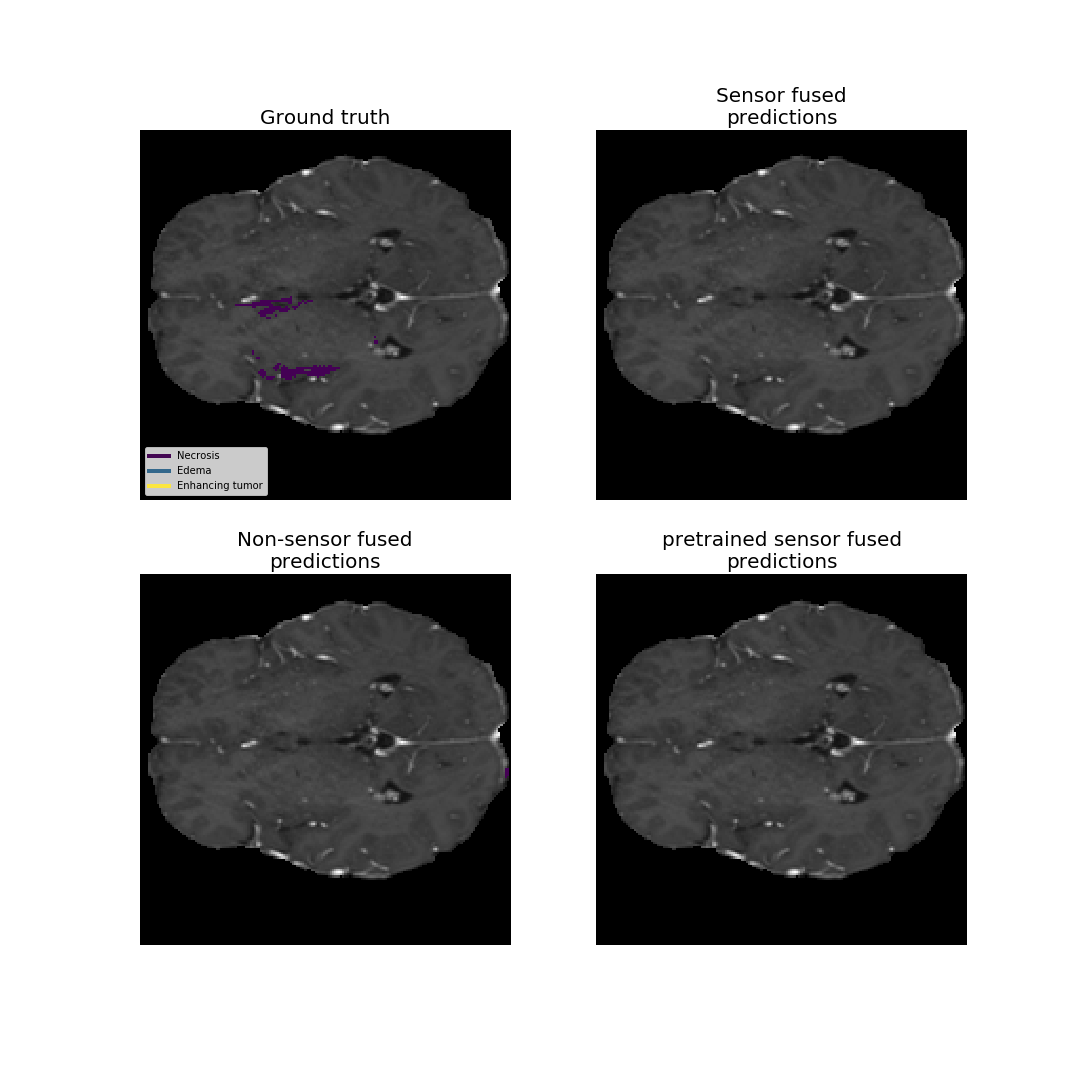 Ground truth
Sensor fused
predictions
Necrosis
Edema
Enhancing tumor
Non-sensor fused
predictions
pretrained sensor fused
predictions